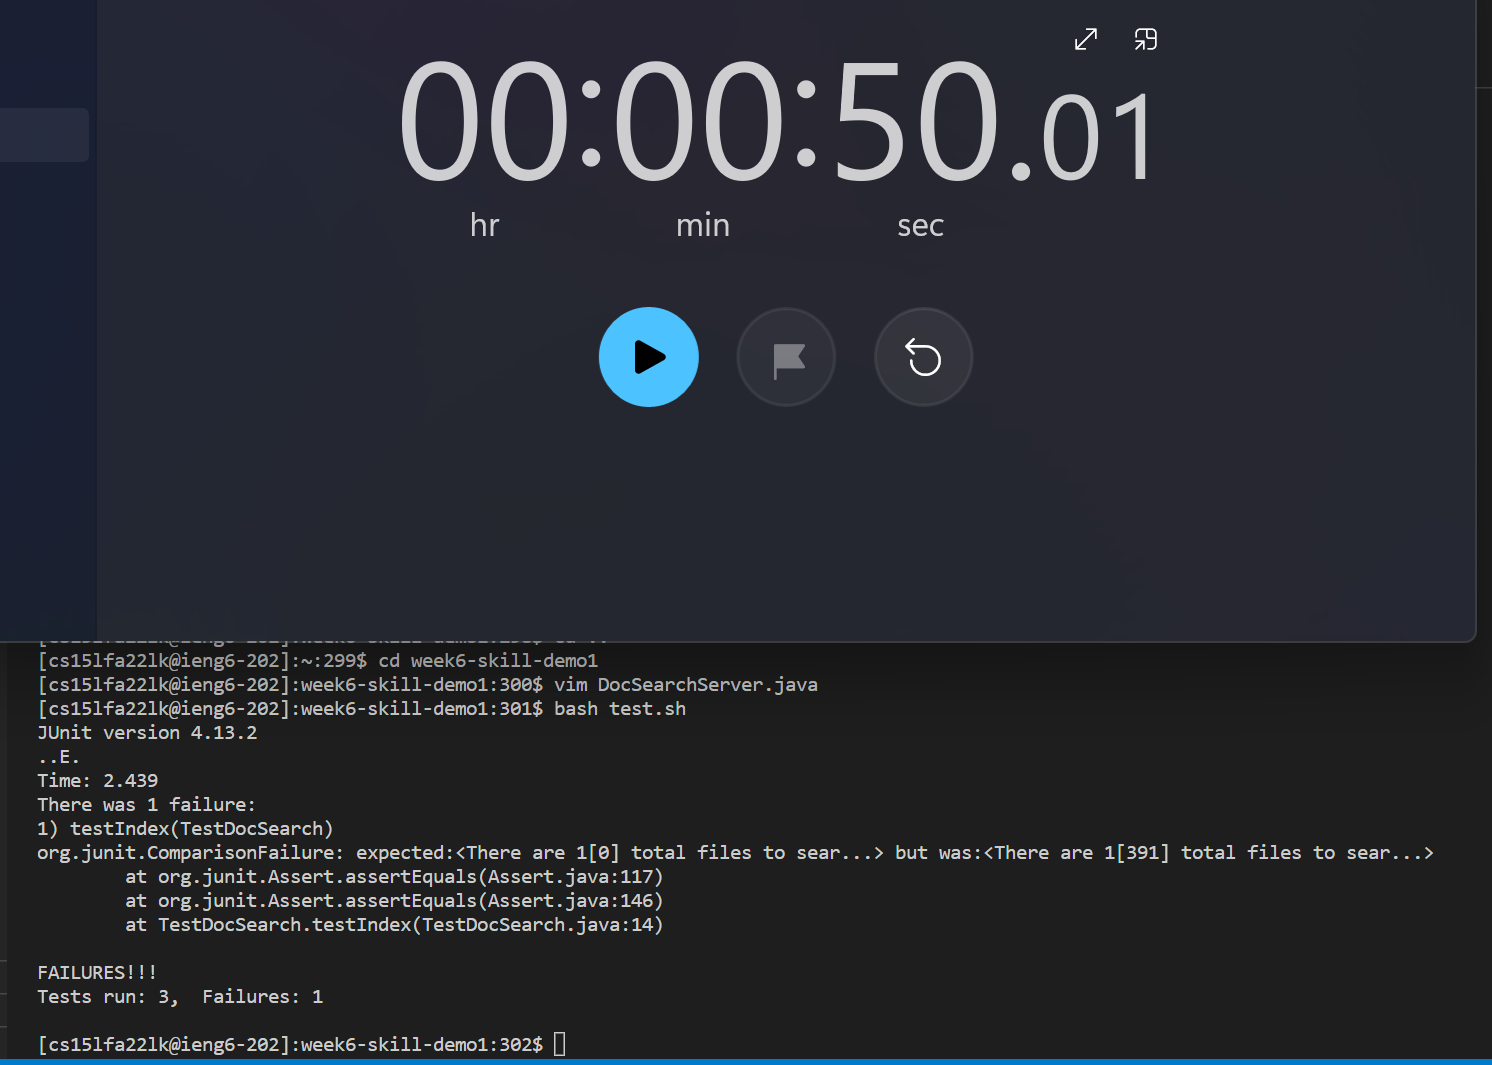 00:00:50.01
hr min sec
[cs15lfa22lk@ieng6-202]:~:299$ cd week6-skill-demo1
[cs15lfa22lk@ieng6-202]:week6-skill-demo1:300$ vim DocSearchServer.java
[cs15lfa22lk@ieng6-202]:week6-skill-demo1:301$ bash test.sh
JUnit version 4.13.2
..E.
Time: 2.439
There was 1 failure:
1) testIndex(TestDocSearch)
org.junit.ComparisonFailure: expected:<There are 1[0] total files to sear...> but was:<There are 1[391] total files to sear...>
        at org.junit.Assert.assertEquals(Assert.java:117)
        at org.junit.Assert.assertEquals(Assert.java:146)
        at TestDocSearch.testIndex(TestDocSearch.java:14)
FAILURES!!!
Tests run: 3,  Failures: 1
[cs15lfa22lk@ieng6-202]:week6-skill-demo1:302$